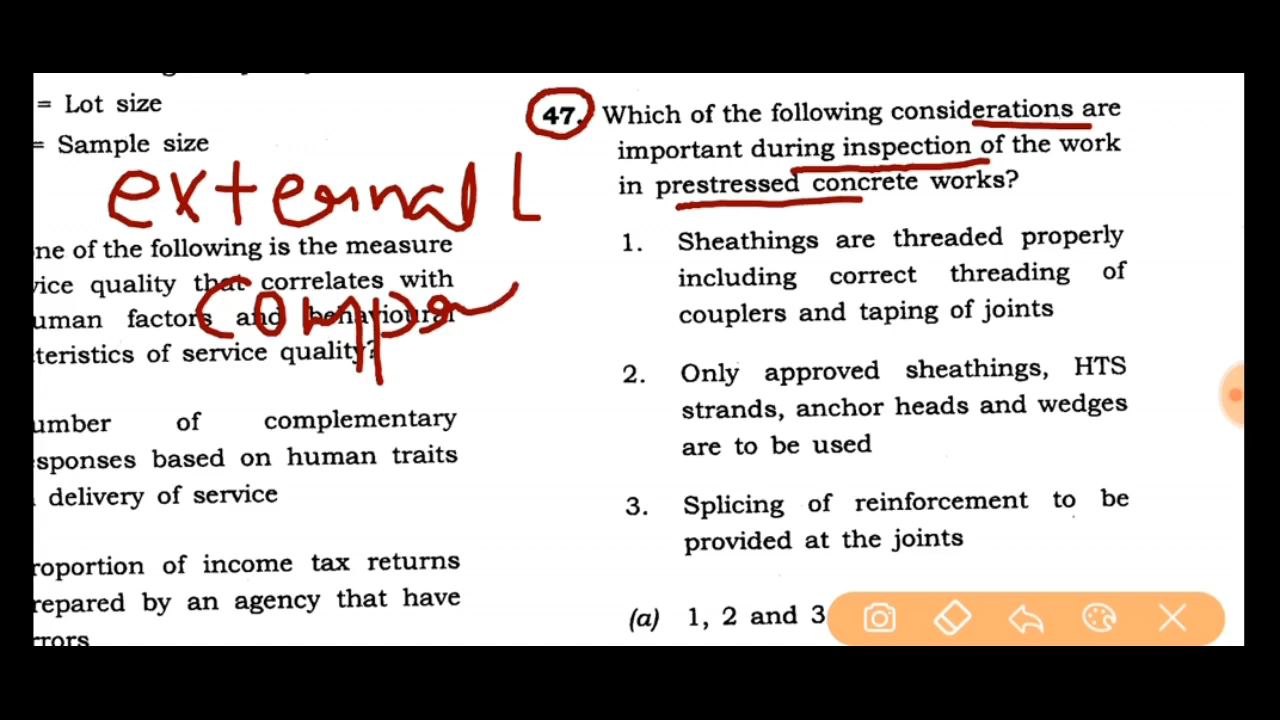 = Lot size
= Sample size
external L
ne of the following is the measure
vice quality that correlates with
uman factors and behavioural
compar
teristics of service quality?
umber of complementary
sponses based on human traits
delivery of service
roportion of income tax returns
repared by an agency that have
rrors
47. Which of the following considerations are
important during inspection of the work
in prestressed concrete works?
1. Sheathings are threaded properly
including correct threading of
couplers and taping of joints
2. Only approved sheathings, HTS
strands, anchor heads and wedges
are to be used
3. Splicing of reinforcement to be
provided at the joints
(a) 1, 2 and 3